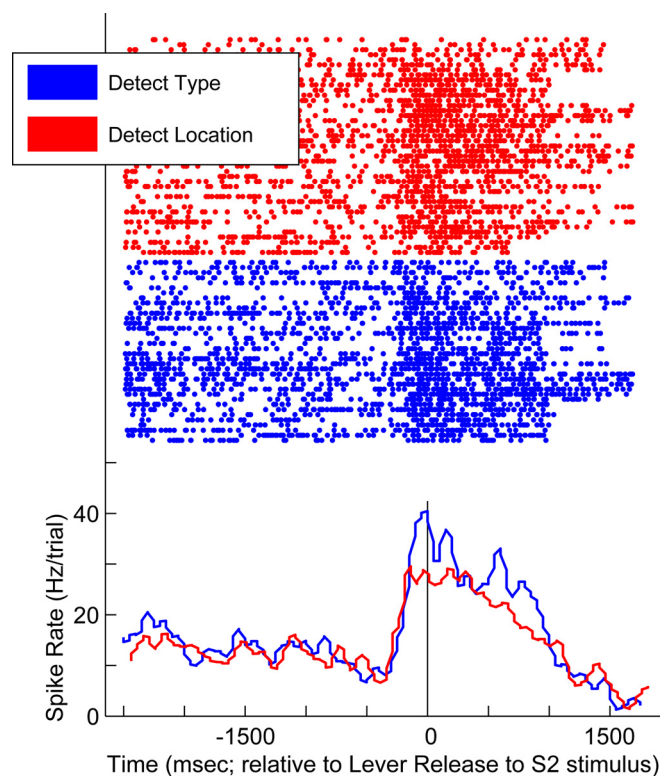 Detect Type
Detect Location
Spike Rate (Hz/trial)
40
20
0
-1500
0
1500
Time (msec; relative to Lever Release to S2 stimulus)